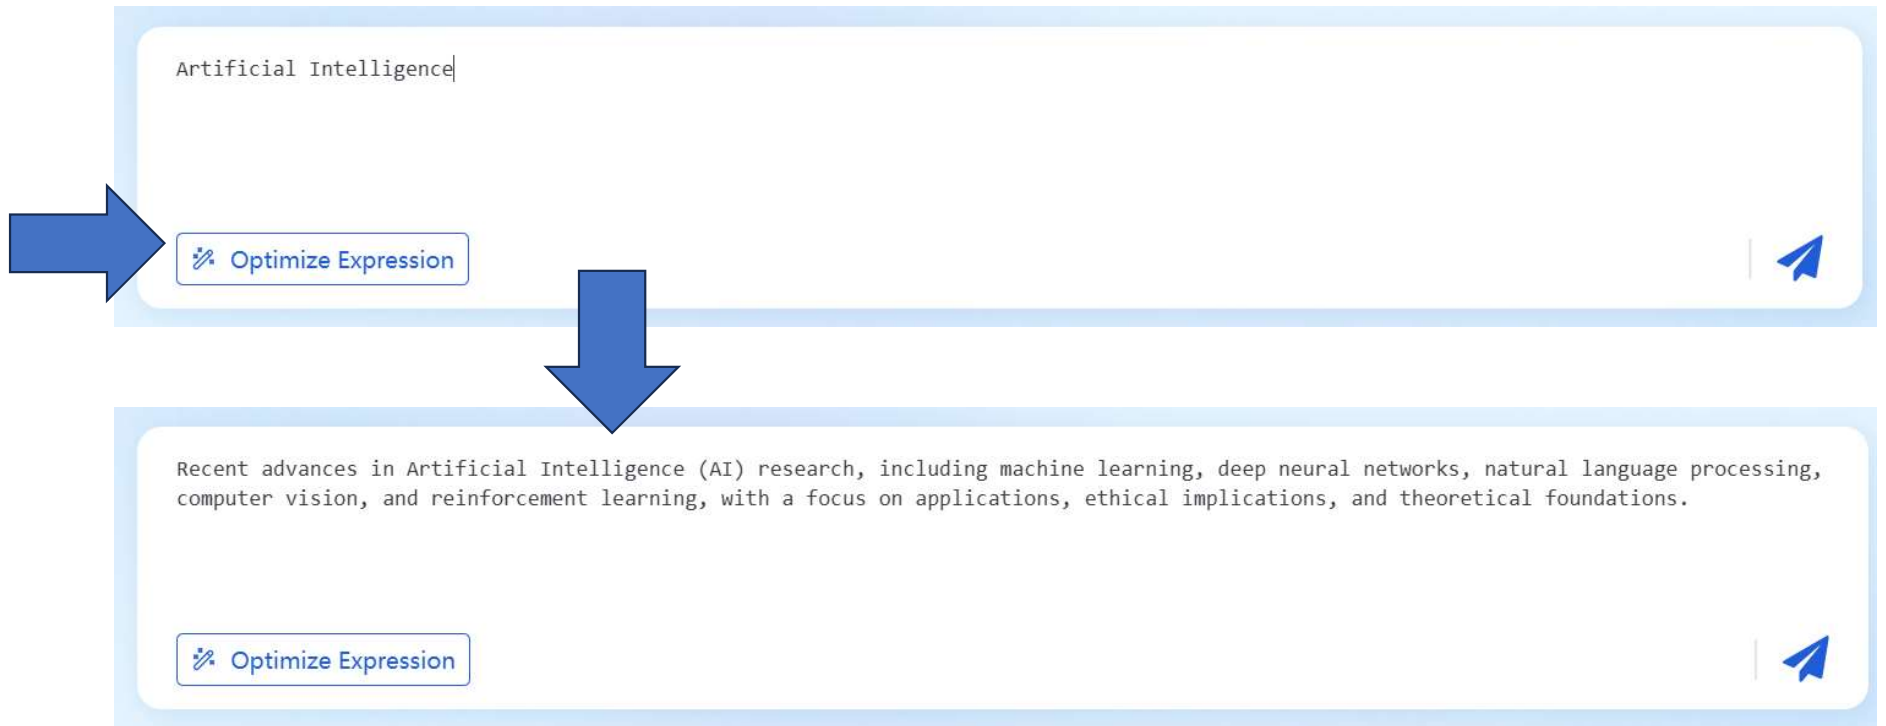 Artificial Intelligence
Optimize Expression
Recent advances in Artificial Intelligence (AI) research, including machine learning, deep neural networks, natural language processing,
computer vision, and reinforcement learning, with a focus on applications, ethical implications, and theoretical foundations.
Optimize Expression